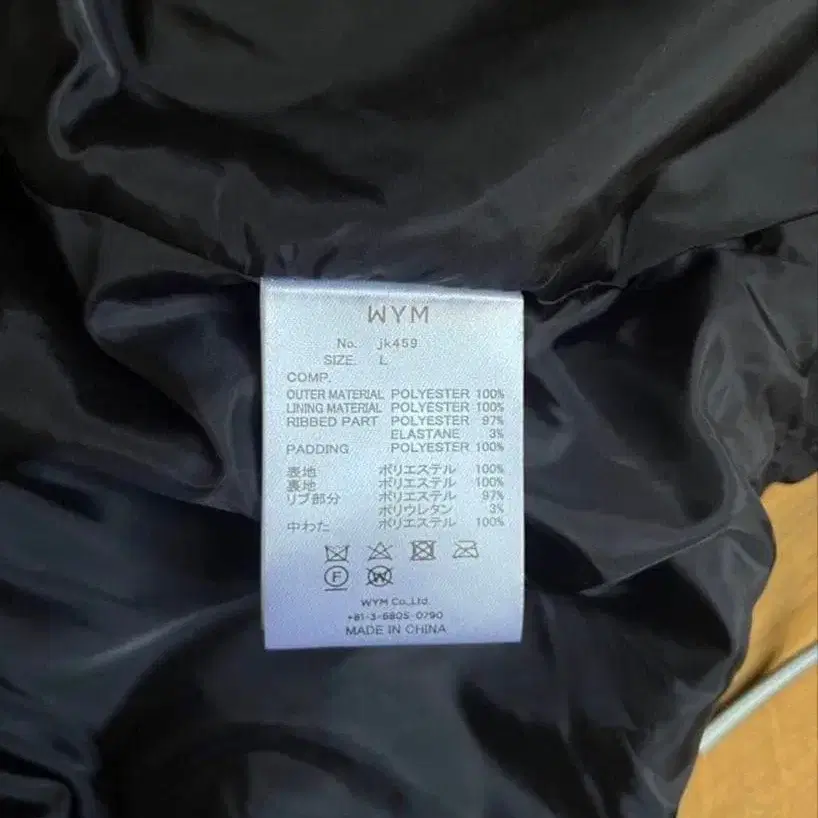 WYM
No. jk459
SIZE. L
COMP.
OUTER MATERIAL POLYESTER 100%
LINING MATERIAL POLYESTER 100%
RIBBED PART POLYESTER 97%
ELASTANE 3%
PADDING POLYESTER 100%
表地 ポリエステル 100%
裏地 ポリエステル 100%
リブ部分 ポリエステル 97%
ポリウレタン 3%
中わた ポリエステル 100%
F W
WYM Co.,Ltd.
+81-3-6805-0790
MADE IN CHINA